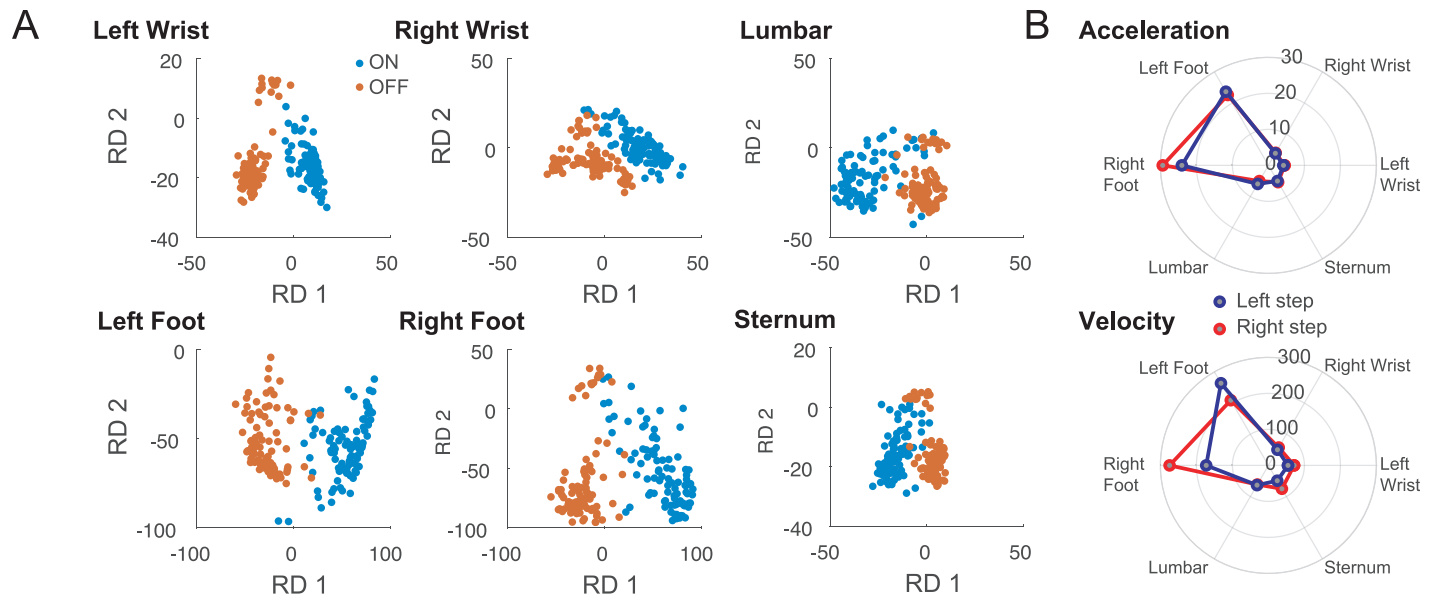 A
Left Wrist
20
0
-20
-40
-50
0
50
RD 2
RD 1
ON
OFF
Right Wrist
50
0
-50
-50
0
50
RD 2
RD 1
Lumbar
50
0
-50
-50
0
50
RD 2
RD 1
Left Foot
0
-50
-100
-100
0
100
RD 2
RD 1
Right Foot
50
0
-50
-100
-100
0
100
RD 2
RD 1
Sternum
20
0
-20
-40
-50
0
50
RD 2
RD 1
B
Acceleration
30
20
10
0
Left Foot
Right Wrist
Right
Foot
Left
Wrist
Lumbar
Sternum
Left step
Right step
Velocity
300
200
100
0
Left Foot
Right Wrist
Right
Foot
Left
Wrist
Lumbar
Sternum